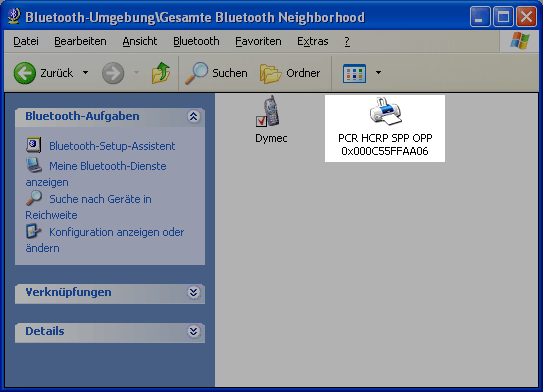 Bluetooth-Umgebung\Gesamte Bluetooth Neighborhood
Datei Bearbeiten Ansicht Bluetooth Favoriten Extras ?
Zurück Suchen Ordner
Bluetooth-Aufgaben
Bluetooth-Setup-Assistent
Meine Bluetooth-Dienste
anzeigen
Suche nach Geräte in
Reichweite
Konfiguration anzeigen oder
ändern
Verknüpfungen
Details
Dymec
PCR HCRP SPP OPP
0x000C55FFAA06